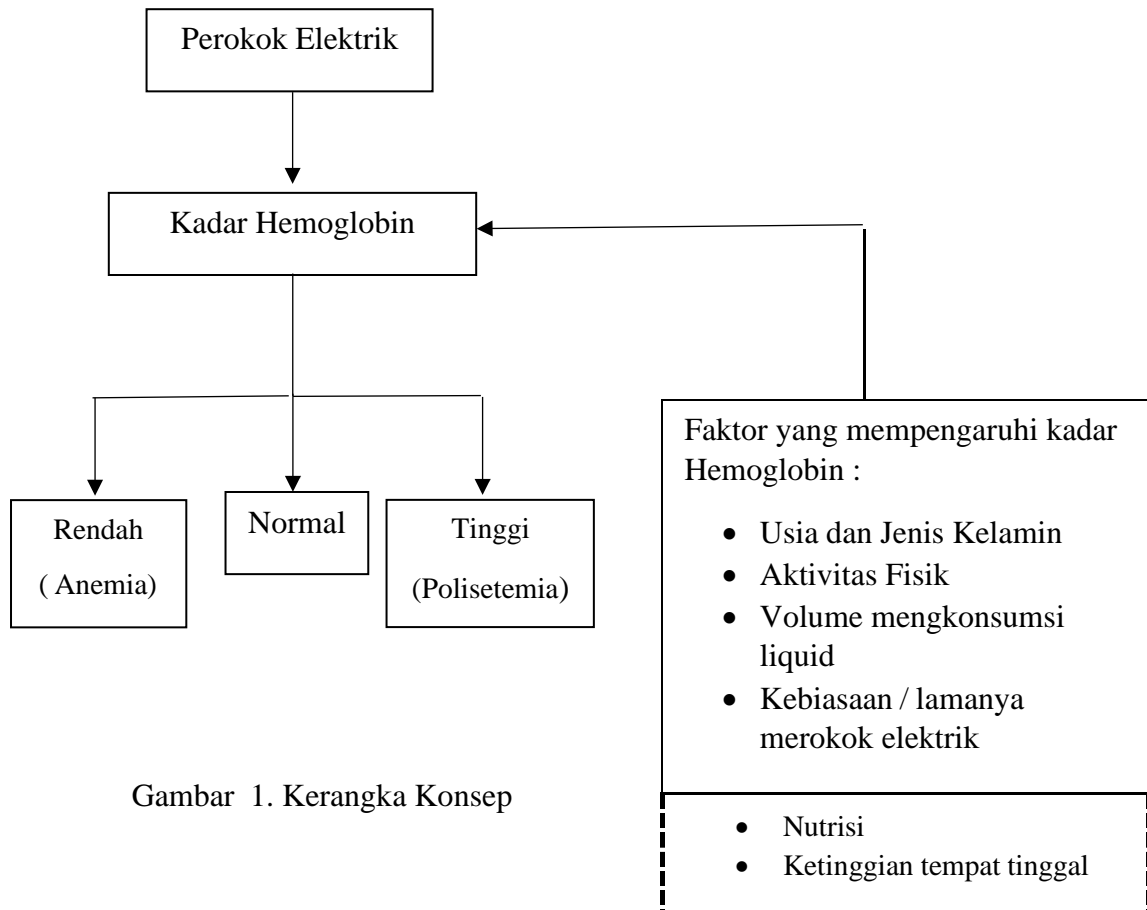 Perokok Elektrik
Kadar Hemoglobin
Rendah
( Anemia)
Normal
Tinggi
(Polisetemia)
Faktor yang mempengaruhi kadar
Hemoglobin :
• Usia dan Jenis Kelamin
• Aktivitas Fisik
• Volume mengkonsumsi
liquid
• Kebiasaan / lamanya
merokok elektrik
• Nutrisi
• Ketinggian tempat tinggal
Gambar 1. Kerangka Konsep